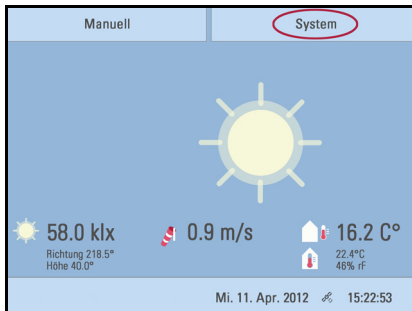 Manuell
System
58.0 klx
Richtung 218.5°
Höhe 40.0°
0.9 m/s
16.2 C°
22.4°C
46% rF
Mi. 11. Apr. 2012
15:22:53